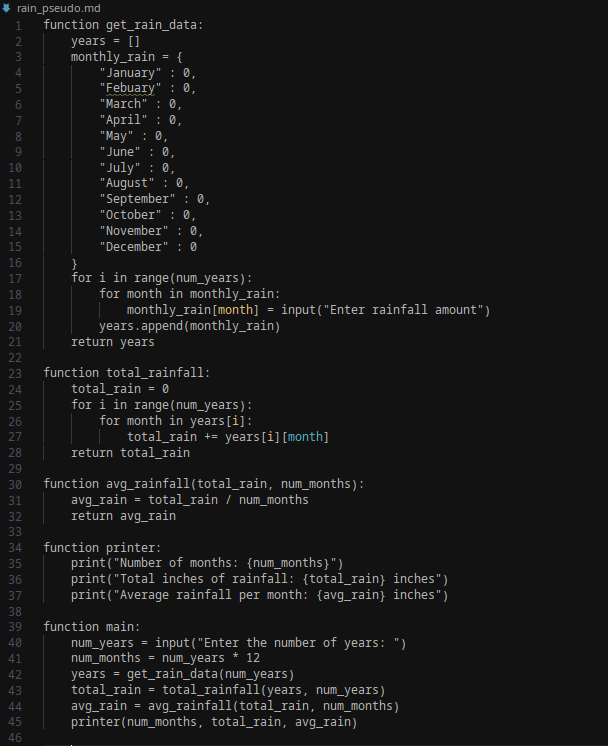 rain_pseudo.md
1 function get_rain_data:
2 years = []
3 monthly_rain = {
4 "January" : 0,
5 "Febuary" : 0,
6 "March" : 0,
7 "April" : 0,
8 "May" : 0,
9 "June" : 0,
10 "July" : 0,
11 "August" : 0,
12 "September" : 0,
13 "October" : 0,
14 "November" : 0,
15 "December" : 0
16 }
17 for i in range(num_years):
18 for month in monthly_rain:
19 monthly_rain[month] = input("Enter rainfall amount")
20 years.append(monthly_rain)
21 return years
22
23 function total_rainfall:
24 total_rain = 0
25 for i in range(num_years):
26 for month in years[i]:
27 total_rain += years[i][month]
28 return total_rain
29
30 function avg_rainfall(total_rain, num_months):
31 avg_rain = total_rain / num_months
32 return avg_rain
33
34 function printer:
35 print("Number of months: {num_months}")
36 print("Total inches of rainfall: {total_rain} inches")
37 print("Average rainfall per month: {avg_rain} inches")
38
39 function main:
40 num_years = input("Enter the number of years: ")
41 num_months = num_years * 12
42 years = get_rain_data(num_years)
43 total_rain = total_rainfall(years, num_years)
44 avg_rain = avg_rainfall(total_rain, num_months)
45 printer(num_months, total_rain, avg_rain)
46